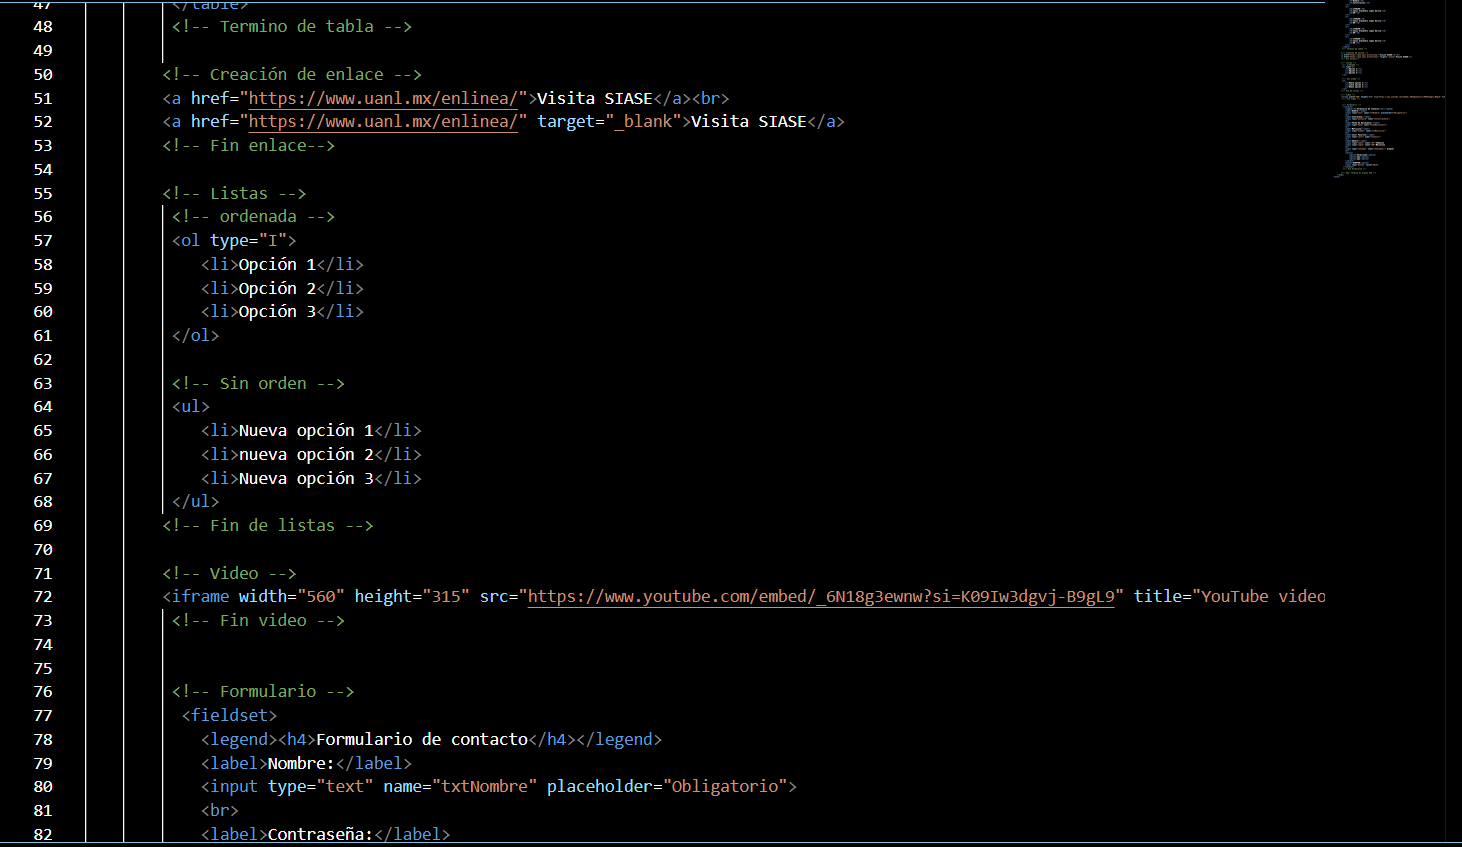 47 </table>
48 <!-- Termino de tabla -->
49
50 <!-- Creación de enlace -->
51 <a href="https://www.uanl.mx/enlinea/">Visita SIASE</a><br>
52 <a href="https://www.uanl.mx/enlinea/" target="_blank">Visita SIASE</a>
53 <!-- Fin enlace-->
54
55 <!-- Listas -->
56 <!-- ordenada -->
57 <ol type="I">
58 <li>Opción 1</li>
59 <li>Opción 2</li>
60 <li>Opción 3</li>
61 </ol>
62
63 <!-- Sin orden -->
64 <ul>
65 <li>Nueva opción 1</li>
66 <li>nueva opción 2</li>
67 <li>Nueva opción 3</li>
68 </ul>
69 <!-- Fin de listas -->
70
71 <!-- Video -->
72 <iframe width="560" height="315" src="https://www.youtube.com/embed/_6N18g3ewnw?si=K09Iw3dgvj-B9gL9" title="YouTube video
73 <!-- Fin video -->
74
75
76 <!-- Formulario -->
77 <fieldset>
78 <legend><h4>Formulario de contacto</h4></legend>
79 <label>Nombre:</label>
80 <input type="text" name="txtNombre" placeholder="Obligatorio">
81 <br>
82 <label>Contraseña:</label>